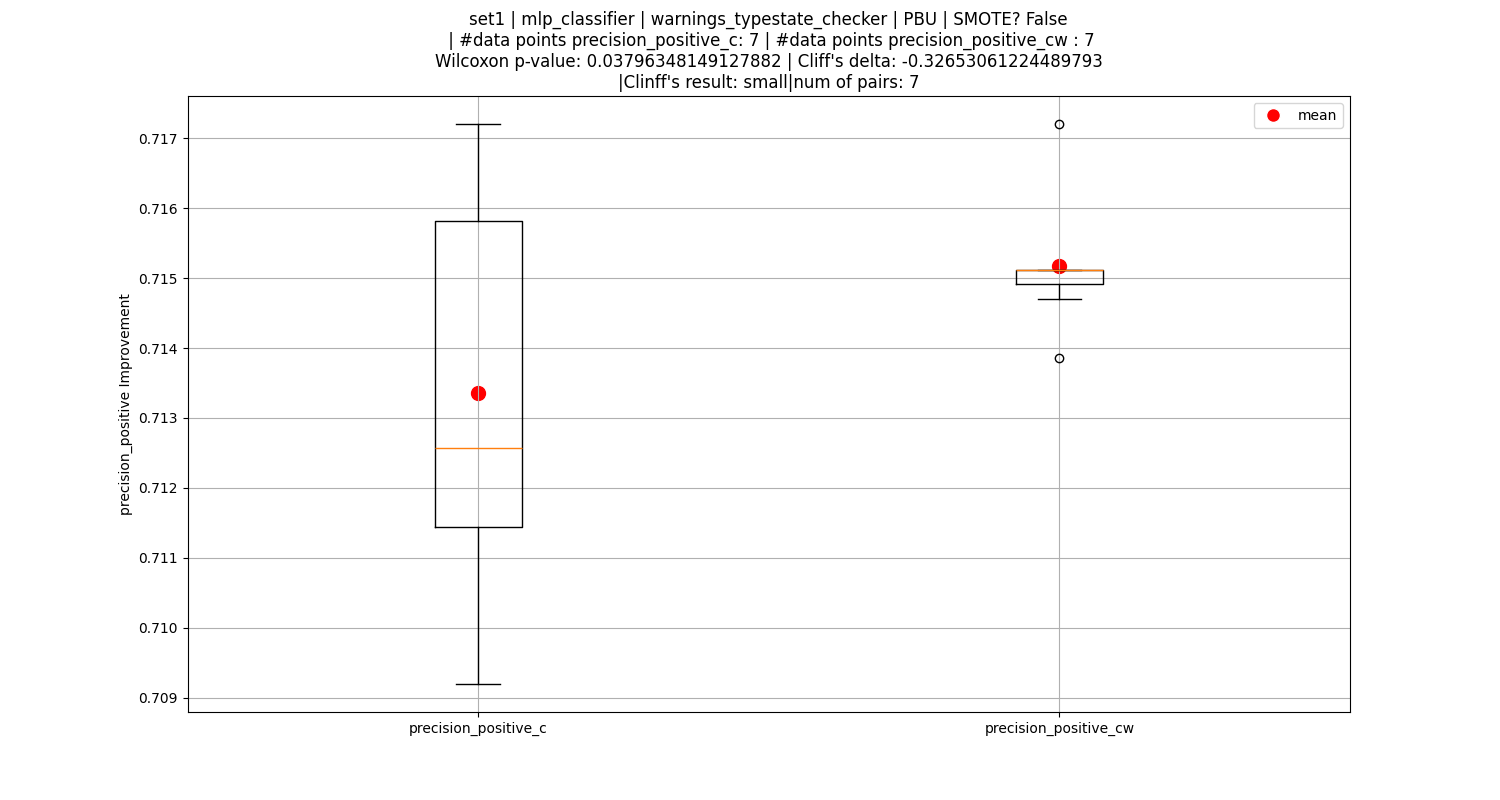 set1 | mlp_classifier | warnings_typestate_checker | PBU | SMOTE? False
| #data points precision_positive_c: 7 | #data points precision_positive_cw : 7
Wilcoxon p-value: 0.03796348149127882 | Cliff's delta: -0.32653061224489793
|Clinff's result: small|num of pairs: 7
mean
0.717
0.716
0.715
0.714
0.713
0.712
0.711
0.710
0.709
precision_positive Improvement
precision_positive_c
precision_positive_cw